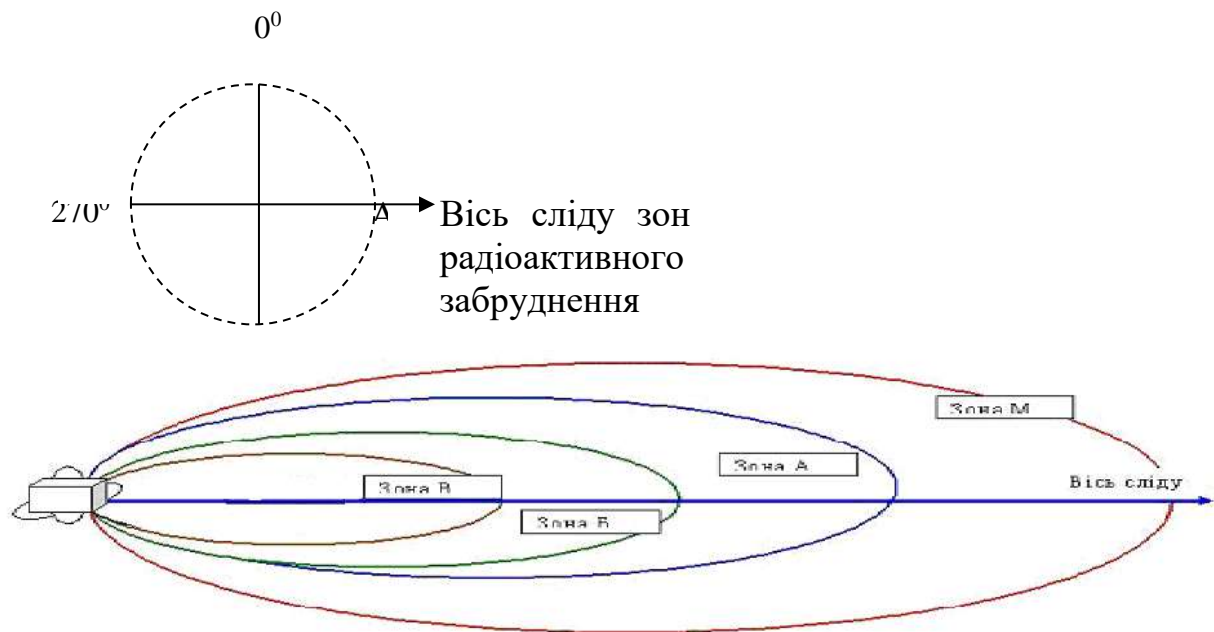 0⁰
270⁰
Вісь сліду зон
радіоактивного
забруднення
Зона М
Зона А
Вісь сліду
Зона В
Зона Б